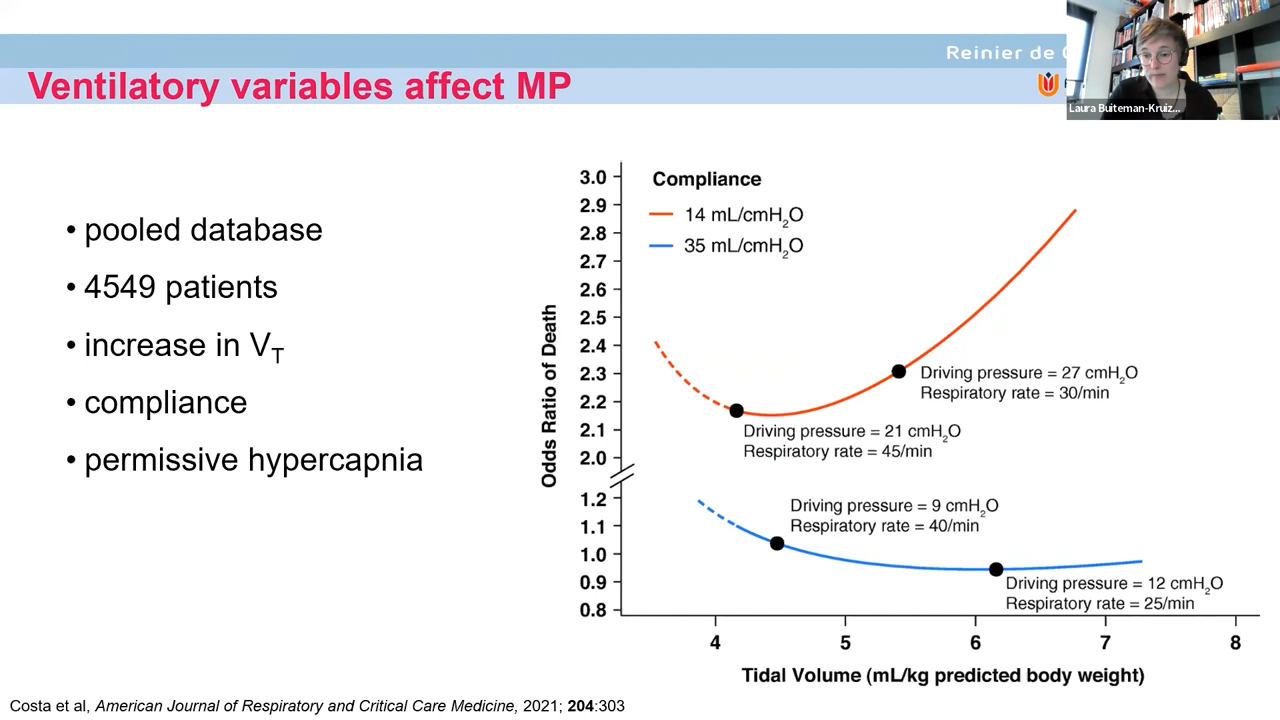 Reinier de
Laura Buiteman-Kruiz...
Ventilatory variables affect MP
• pooled database
• 4549 patients
• increase in VT
• compliance
• permissive hypercapnia
Odds Ratio of Death
3.0
2.9
2.8
2.7
2.6
2.5
2.4
2.3
2.2
2.1
2.0
1.2
1.1
1.0
0.9
0.8
Compliance
14 mL/cmH2O
35 mL/cmH2O
Driving pressure = 27 cmH2O
Respiratory rate = 30/min
Driving pressure = 21 cmH2O
Respiratory rate = 45/min
Driving pressure = 9 cmH2O
Respiratory rate = 40/min
Driving pressure = 12 cmH2O
Respiratory rate = 25/min
4 5 6 7 8
Tidal Volume (mL/kg predicted body weight)
Costa et al, American Journal of Respiratory and Critical Care Medicine, 2021; 204:303